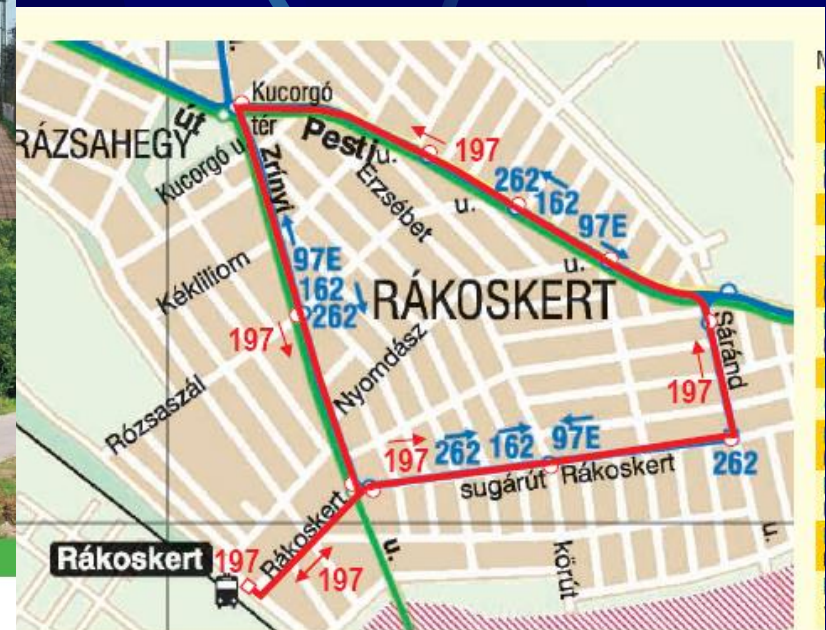 Kucorgó
tér
út
RÁZSAHEGY
Pesti u.
197
Kucorgó u.
Zrínyi
Erzsébet
u.
262
162
97E
u.
Kékliliom
97E
162
262
RÁKOSKERT
197
Nyomdász
Sáránd
197
Rózsaszál
197 262 162 97E
262
sugárút Rákoskert
Rákoskert
u.
körút
u.
Rákoskert 197
197